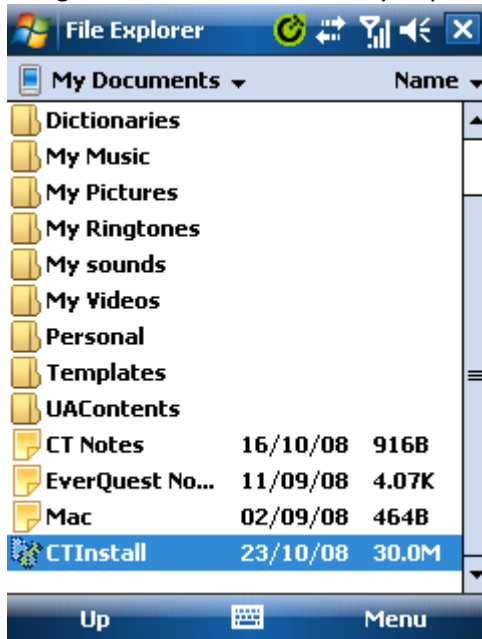 File Explorer
My Documents Name
Dictionaries
My Music
My Pictures
My Ringtones
My sounds
My Videos
Personal
Templates
UAContents
CT Notes 16/10/08 916B
EverQuest No... 11/09/08 4.07K
Mac 02/09/08 464B
CTInstall 23/10/08 30.0M
Up Menu